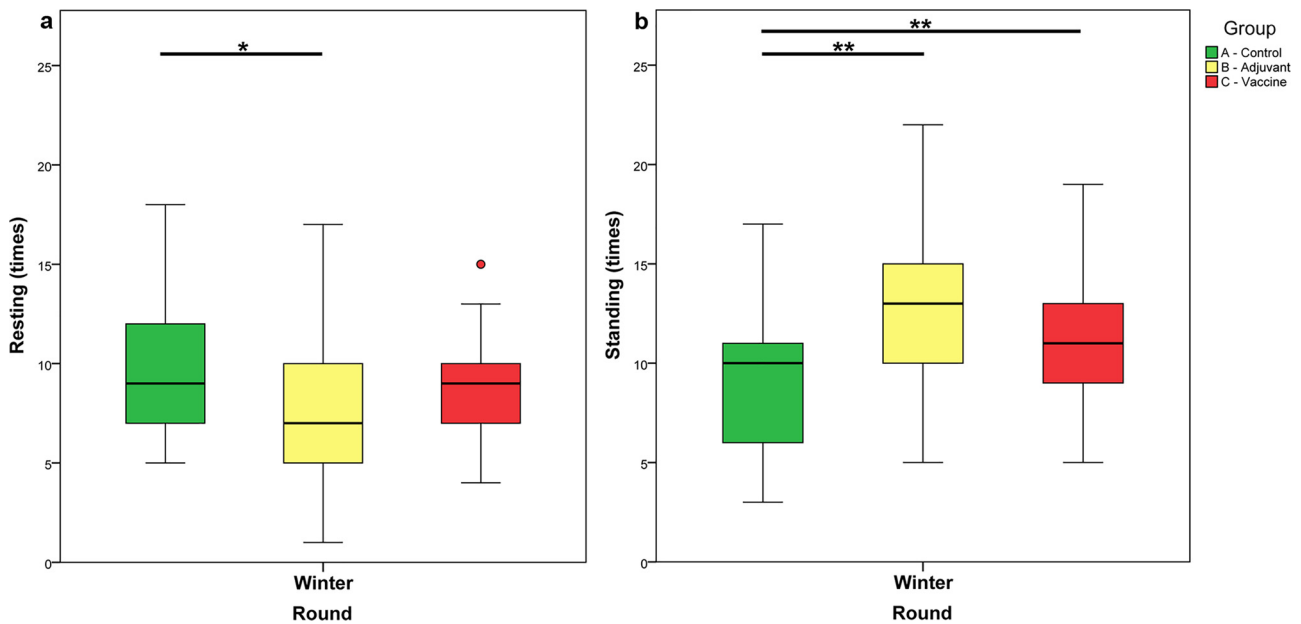 a
*
25
20
15
10
5
0
Resting (times)
Winter
Round
b
**
**
25
20
15
10
5
0
Standing (times)
Winter
Round
Group
A - Control
B - Adjuvant
C - Vaccine